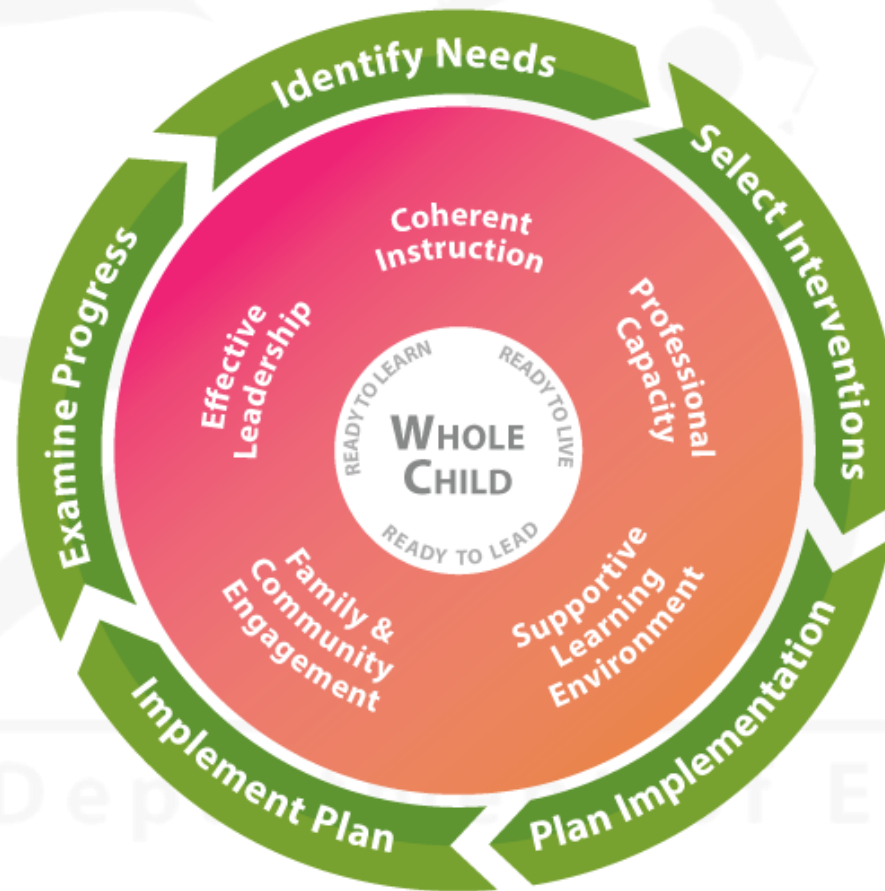 Identify Needs
Select Interventions
Plan Implementation
Implement Plan
Examine Progress
Coherent
Instruction
Professional
Capacity
Supportive
Learning
Environment
Family &
Community
Engagement
Effective
Leadership
READY TO LEARN
READY TO LIVE
READY TO LEAD
WHOLE
CHILD